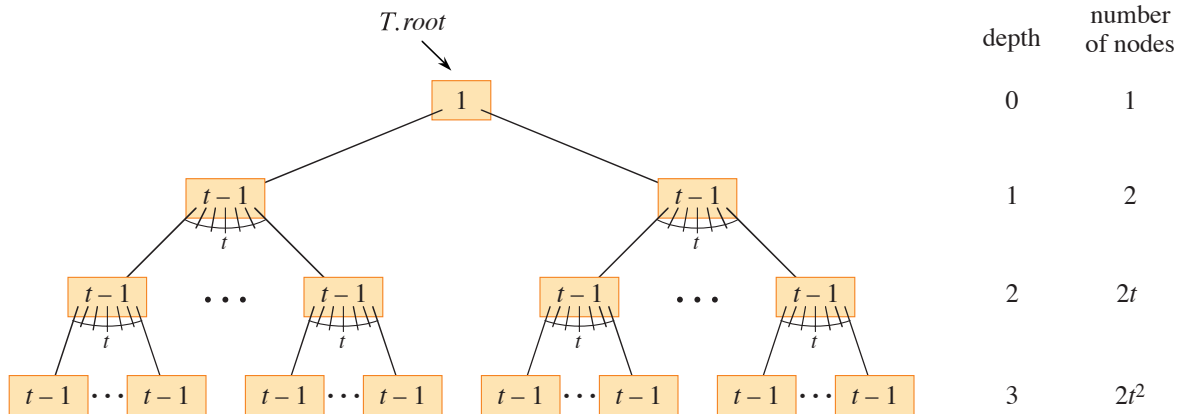 T.root
depth
number
of nodes
1
0 1
t – 1 t – 1
1 2
t t
t – 1 ... t – 1 t – 1 ... t – 1
2 2t
t t t t
t – 1 ... t – 1 t – 1 ... t – 1 t – 1 ... t – 1 t – 1 ... t – 1
3 2t²